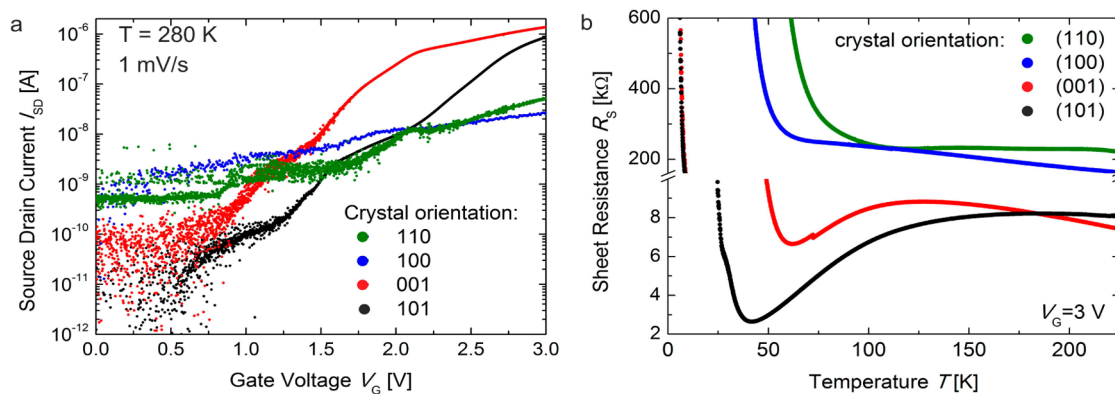 a
T = 280 K
1 mV/s
Source Drain Current I_SD [A]
10^-6
10^-7
10^-8
10^-9
10^-10
10^-11
10^-12
Crystal orientation:
110
100
001
101
0.0 0.5 1.0 1.5 2.0 2.5 3.0
Gate Voltage V_G [V]
b
Sheet Resistance R_S [kΩ]
600
400
200
8
6
4
2
crystal orientation:
(110)
(100)
(001)
(101)
V_G=3 V
0 50 100 150 200
Temperature T [K]